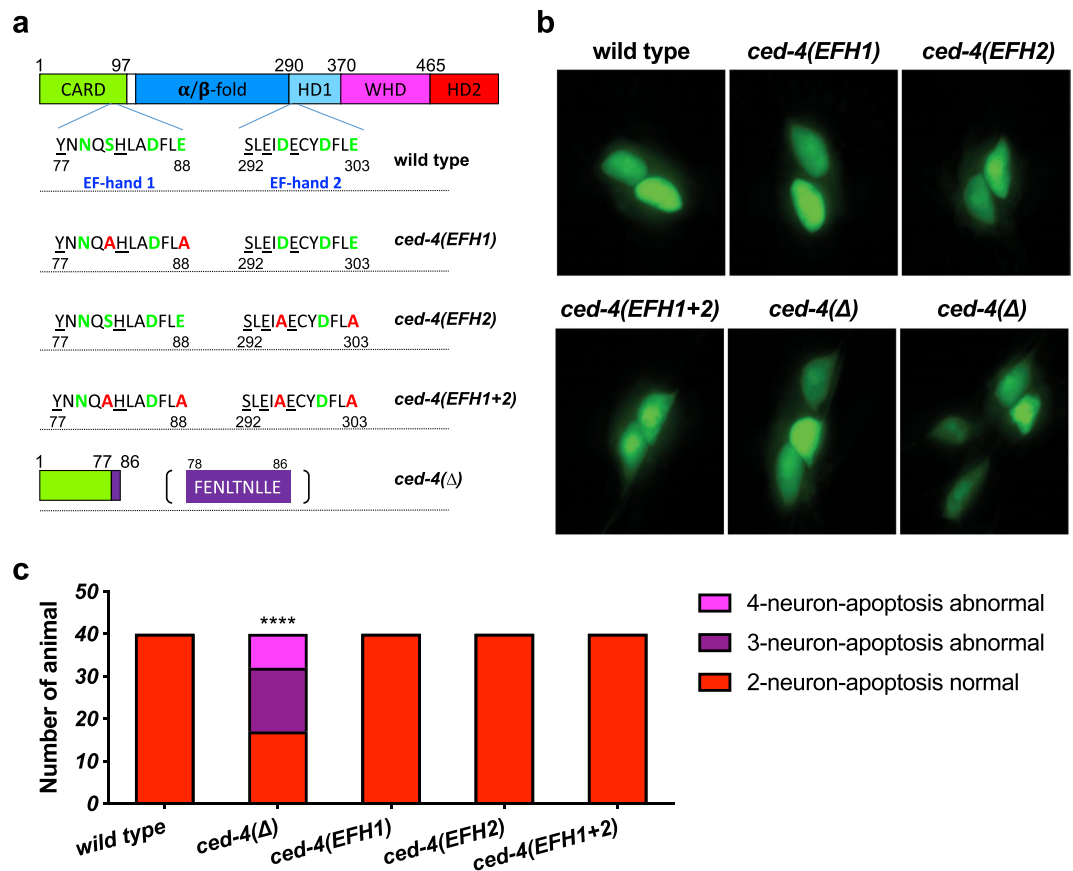 a
1 97 290 370 465
CARD α/β-fold HD1 WHD HD2
YNNQSHLADFLE SLEIDECYDFLE wild type
77 88 292 303
EF-hand 1 EF-hand 2
YNNQAHLADFLA SLEIDECYDFLE ced-4(EFH1)
77 88 292 303
YNNQSHLADFLE SLEIAECYDFLA ced-4(EFH2)
77 88 292 303
YNNQAHLADFLA SLEIAECYDFLA ced-4(EFH1+2)
77 88 292 303
1 77 86 78 86
( FENLTNLLE ) ced-4(Δ)
b
wild type ced-4(EFH1) ced-4(EFH2)
ced-4(EFH1+2) ced-4(Δ) ced-4(Δ)
c
Number of animal
50
40
30
20
10
0
****
wild type ced-4(Δ) ced-4(EFH1) ced-4(EFH2) ced-4(EFH1+2)
4-neuron-apoptosis abnormal
3-neuron-apoptosis abnormal
2-neuron-apoptosis normal